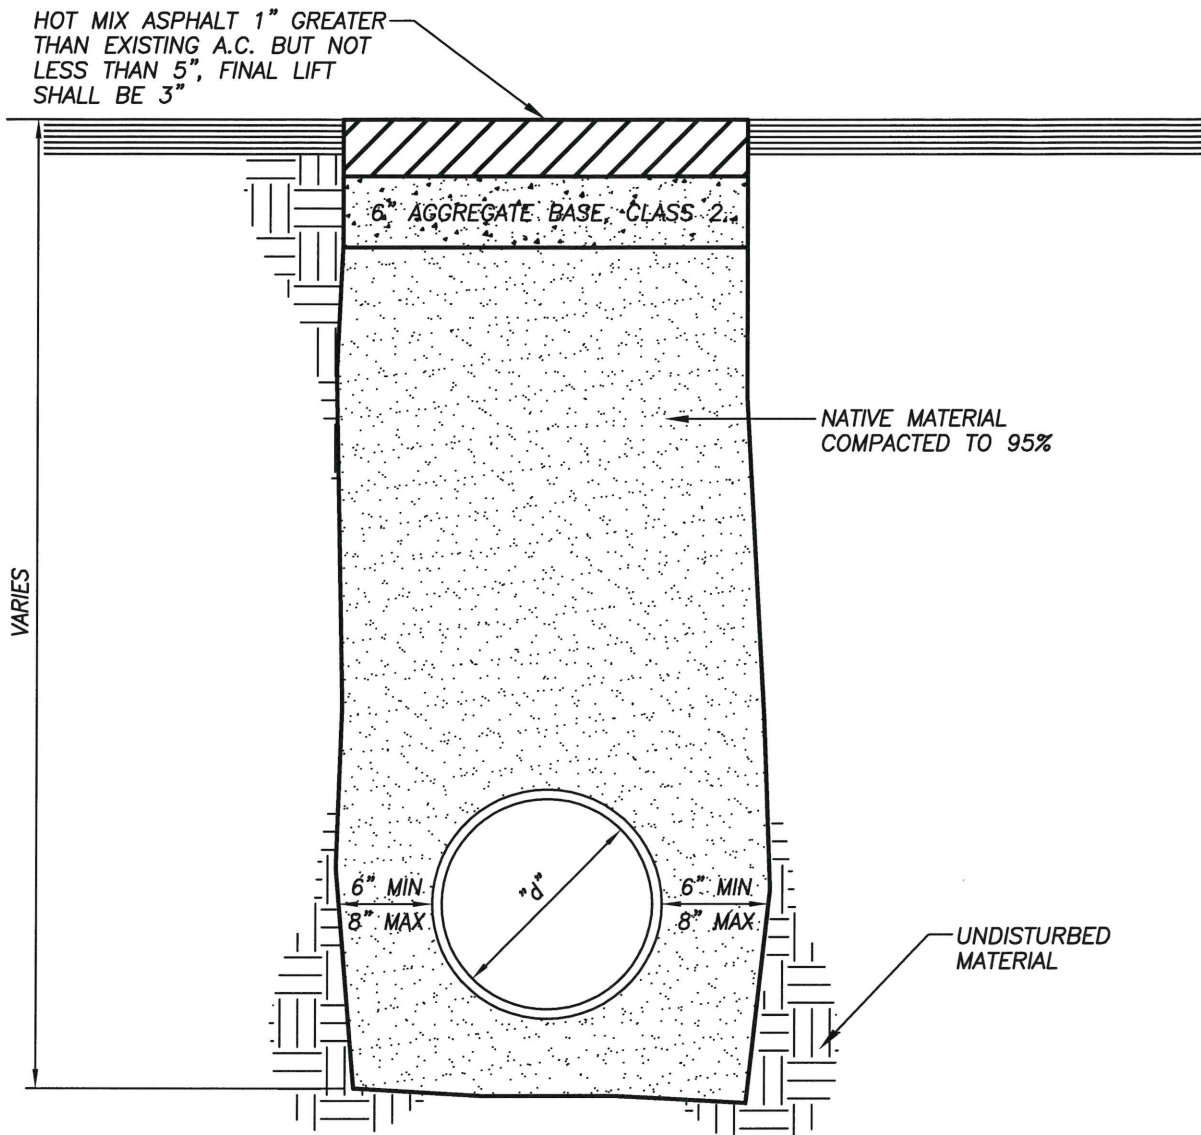 HOT MIX ASPHALT 1" GREATER
THAN EXISTING A.C. BUT NOT
LESS THAN 5", FINAL LIFT
SHALL BE 3"
6" AGGREGATE BASE, CLASS 2
NATIVE MATERIAL
COMPACTED TO 95%
VARIES
6" MIN
8" MAX
"d"
6" MIN
8" MAX
UNDISTURBED
MATERIAL